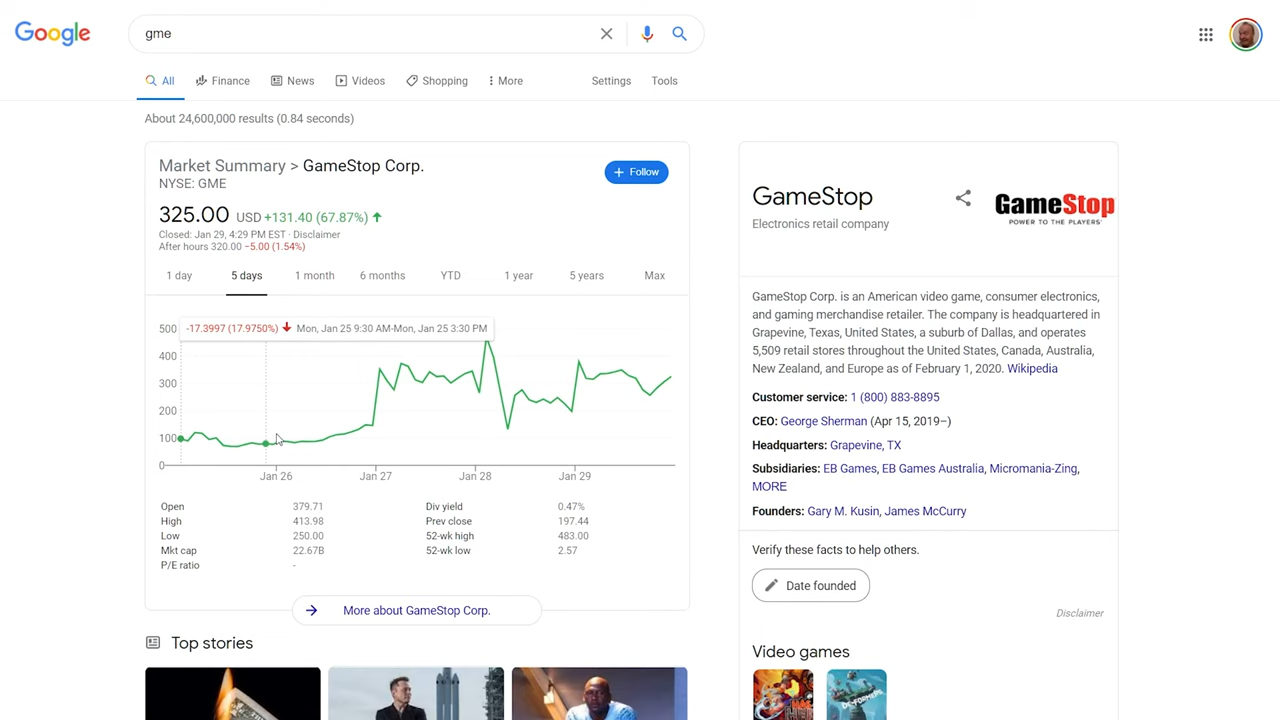 Google
gme
All
Finance
News
Videos
Shopping
More
Settings
Tools
About 24,600,000 results (0.84 seconds)
Market Summary > GameStop Corp.
NYSE: GME
Follow
325.00 USD +131.40 (67.87%)
Closed: Jan 29, 4:29 PM EST · Disclaimer
After hours 320.00 −5.00 (1.54%)
1 day
5 days
1 month
6 months
YTD
1 year
5 years
Max
-17.3997 (17.9750%) Mon, Jan 25 9:30 AM-Mon, Jan 25 3:30 PM
500
400
300
200
100
0
Jan 26
Jan 27
Jan 28
Jan 29
Open 379.71 Div yield 0.47%
High 413.98 Prev close 197.44
Low 250.00 52-wk high 483.00
Mkt cap 22.67B 52-wk low 2.57
P/E ratio -
More about GameStop Corp.
Top stories
GameStop
Electronics retail company
GameStop
POWER TO THE PLAYERS
GameStop Corp. is an American video game, consumer electronics,
and gaming merchandise retailer. The company is headquartered in
Grapevine, Texas, United States, a suburb of Dallas, and operates
5,509 retail stores throughout the United States, Canada, Australia,
New Zealand, and Europe as of February 1, 2020. Wikipedia
Customer service: 1 (800) 883-8895
CEO: George Sherman (Apr 15, 2019–)
Headquarters: Grapevine, TX
Subsidiaries: EB Games, EB Games Australia, Micromania-Zing,
MORE
Founders: Gary M. Kusin, James McCurry
Verify these facts to help others.
Date founded
Disclaimer
Video games